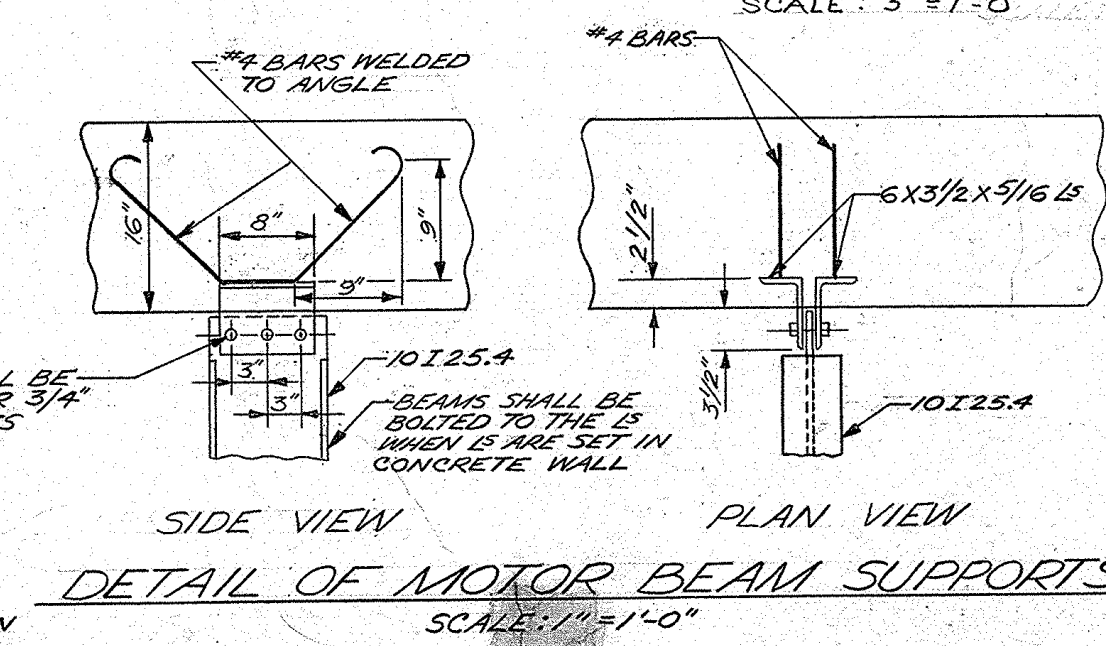 SCALE: 3"=1'-0"
#4 BARS WELDED
TO ANGLE
#4 BARS
16"
8"
9"
9"
2 1/2"
6X3 1/2X5/16 Ls
3"
3"
10 I 25.4
L BE
R 3/4"
S
BEAMS SHALL BE
BOLTED TO THE Ls
WHEN Ls ARE SET IN
CONCRETE WALL
3 1/2"
10 I 25.4
SIDE VIEW
PLAN VIEW
DETAIL OF MOTOR BEAM SUPPORTS
SCALE: 1"=1'-0"
N